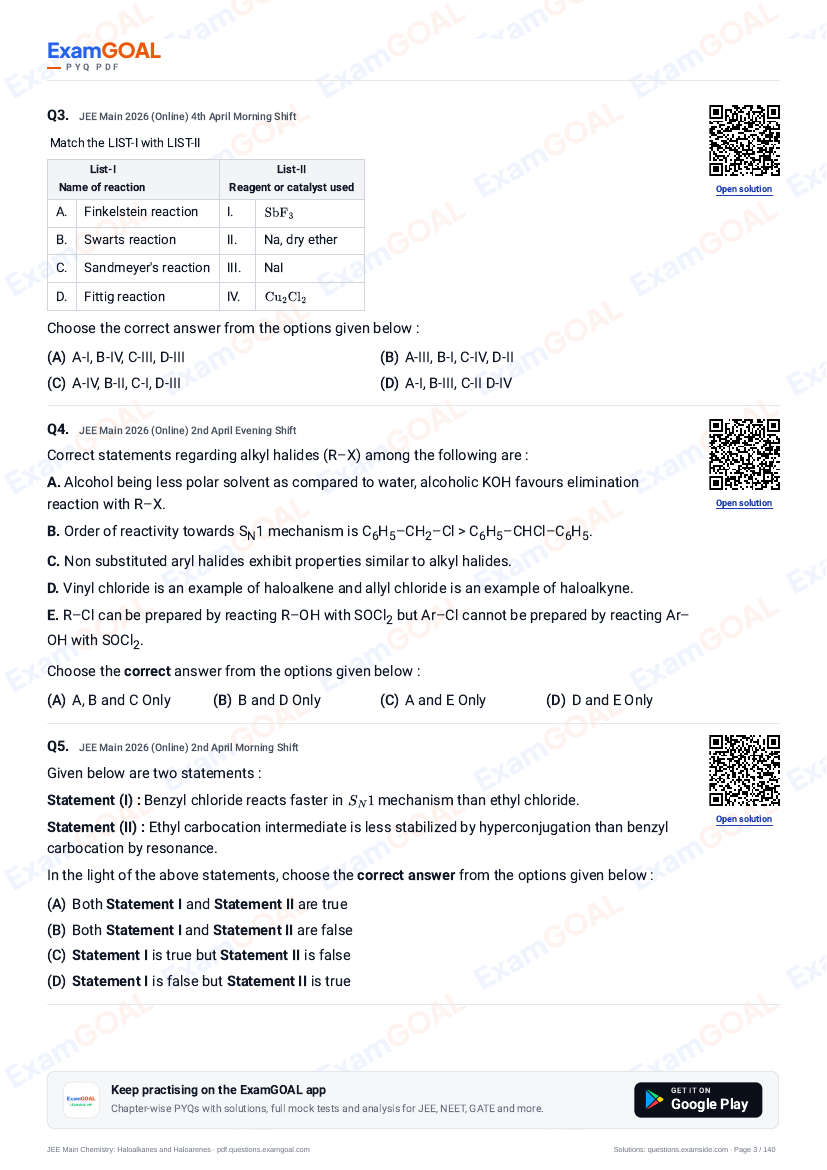 ExamGOAL
PYQ PDF
Q3. JEE Main 2026 (Online) 4th April Morning Shift
Open solution
Match the LIST-I with LIST-II
List-I List-II
Name of reaction Reagent or catalyst used
A. Finkelstein reaction I. SbF₃
B. Swarts reaction II. Na, dry ether
C. Sandmeyer's reaction III. NaI
D. Fittig reaction IV. Cu₂Cl₂
Choose the correct answer from the options given below :
(A) A-I, B-IV, C-III, D-III (B) A-III, B-I, C-IV, D-II
(C) A-IV, B-II, C-I, D-III (D) A-I, B-III, C-II D-IV
Q4. JEE Main 2026 (Online) 2nd April Evening Shift
Open solution
Correct statements regarding alkyl halides (R−X) among the following are :
A. Alcohol being less polar solvent as compared to water, alcoholic KOH favours elimination
reaction with R−X.
B. Order of reactivity towards S_N1 mechanism is C₆H₅−CH₂−Cl > C₆H₅−CHCl−C₆H₅.
C. Non substituted aryl halides exhibit properties similar to alkyl halides.
D. Vinyl chloride is an example of haloalkene and allyl chloride is an example of haloalkyne.
E. R−Cl can be prepared by reacting R−OH with SOCl₂ but Ar−Cl cannot be prepared by reacting Ar−
OH with SOCl₂.
Choose the correct answer from the options given below :
(A) A, B and C Only (B) B and D Only (C) A and E Only (D) D and E Only
Q5. JEE Main 2026 (Online) 2nd April Morning Shift
Open solution
Given below are two statements :
Statement (I) : Benzyl chloride reacts faster in S_N1 mechanism than ethyl chloride.
Statement (II) : Ethyl carbocation intermediate is less stabilized by hyperconjugation than benzyl
carbocation by resonance.
In the light of the above statements, choose the correct answer from the options given below :
(A) Both Statement I and Statement II are true
(B) Both Statement I and Statement II are false
(C) Statement I is true but Statement II is false
(D) Statement I is false but Statement II is true
ExamGOAL
Keep practising on the ExamGOAL app
Chapter-wise PYQs with solutions, full mock tests and analysis for JEE, NEET, GATE and more.
GET IT ON
Google Play
JEE Main Chemistry: Haloalkanes and Haloarenes · pdf.questions.examgoal.com
Solutions: questions.examside.com · Page 3 / 140